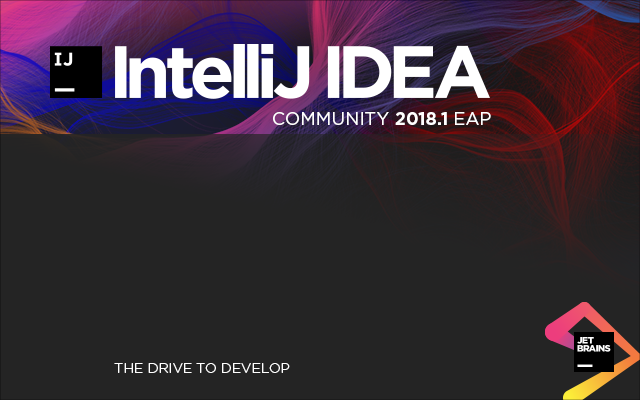 IJ
IntelliJ IDEA
COMMUNITY 2018.1 EAP
THE DRIVE TO DEVELOP
JET
BRAINS